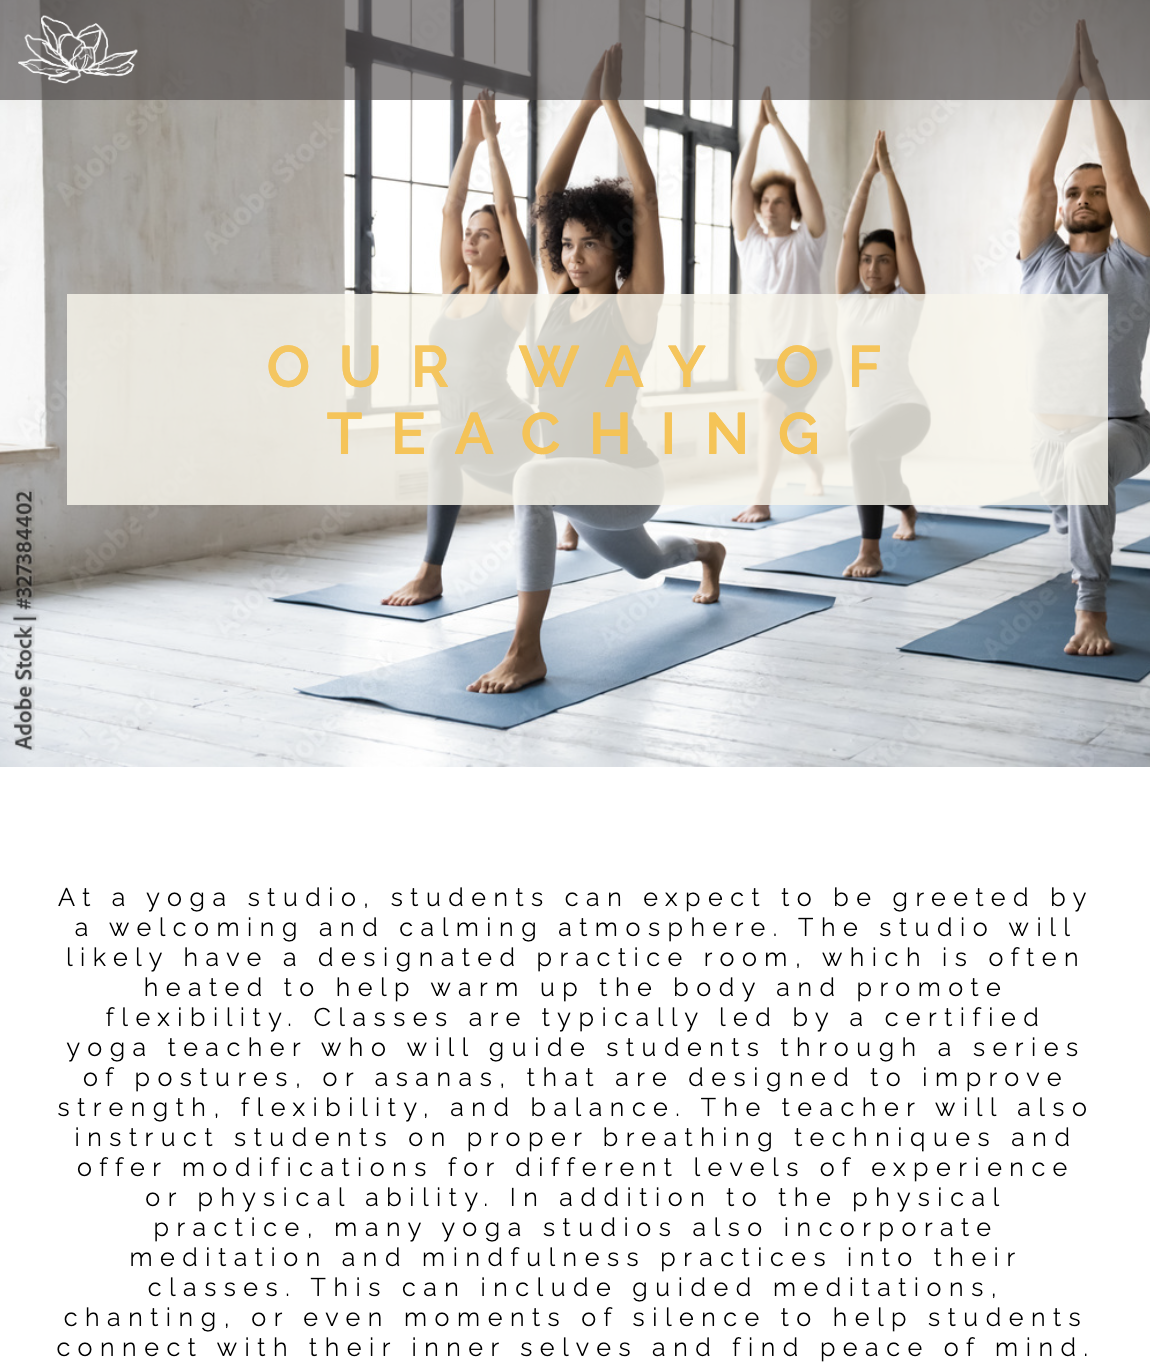 OUR WAY OF
TEACHING
Adobe Stock | #327384402
At a yoga studio, students can expect to be greeted by
a welcoming and calming atmosphere. The studio will
likely have a designated practice room, which is often
heated to help warm up the body and promote
flexibility. Classes are typically led by a certified
yoga teacher who will guide students through a series
of postures, or asanas, that are designed to improve
strength, flexibility, and balance. The teacher will also
instruct students on proper breathing techniques and
offer modifications for different levels of experience
or physical ability. In addition to the physical
practice, many yoga studios also incorporate
meditation and mindfulness practices into their
classes. This can include guided meditations,
chanting, or even moments of silence to help students
connect with their inner selves and find peace of mind.